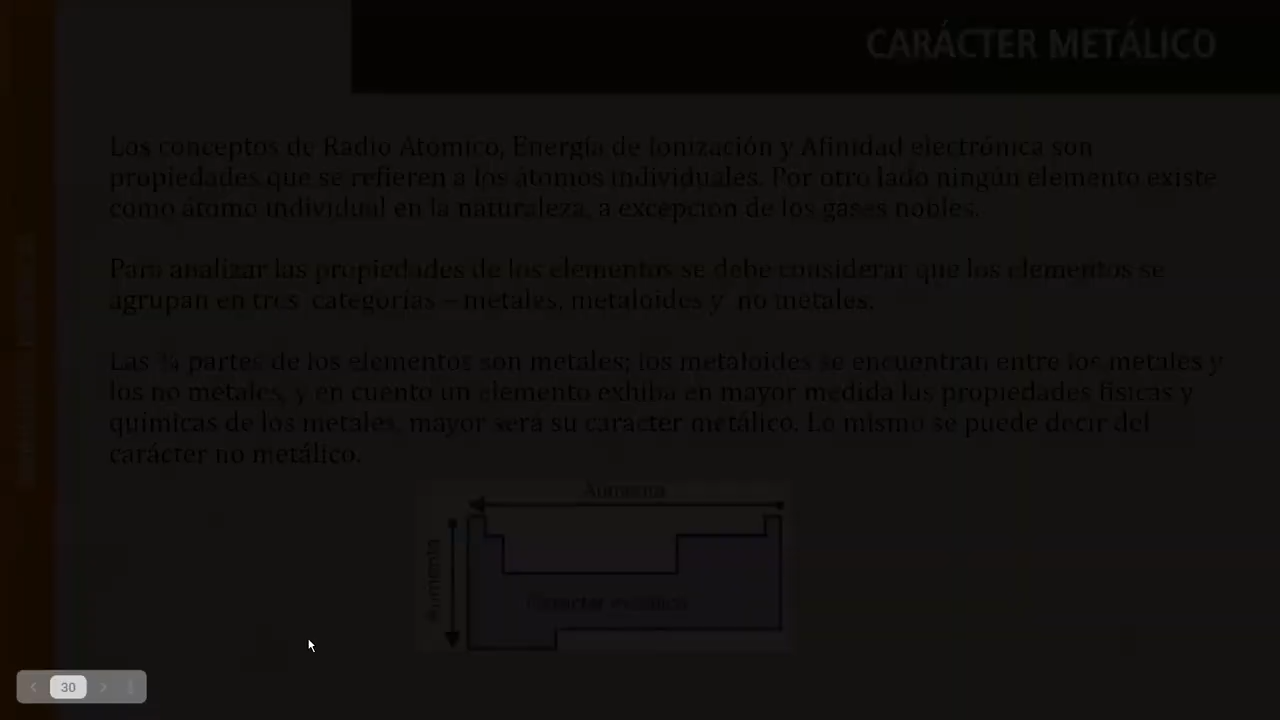 CARÁCTER METÁLICO
Los conceptos de Radio Atómico, Energía de Ionización y Afinidad electrónica son
propiedades que se refieren a los átomos individuales. Por otro lado ningún elemento existe
como átomo individual en la naturaleza, a excepción de los gases nobles.
Para analizar las propiedades de los elementos se debe considerar que los elementos se
agrupan en tres categorías – metales, metaloides y no metales.
Las ¾ partes de los elementos son metales; los metaloides se encuentran entre los metales y
los no metales, y en cuento un elemento exhiba en mayor medida las propiedades físicas y
químicas de los metales, mayor será su carácter metálico. Lo mismo se puede decir del
carácter no metálico.
Aumenta
Aumenta
Carácter metálico
30